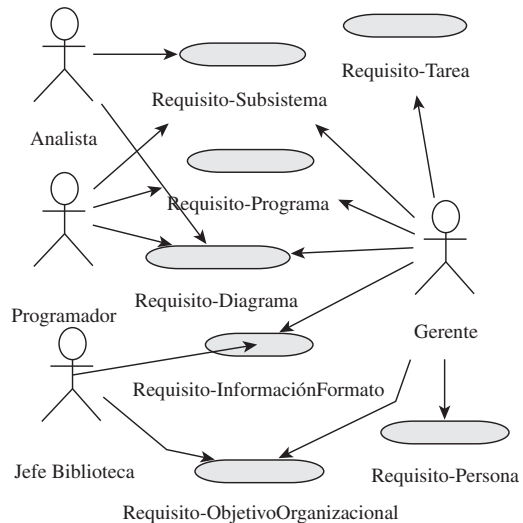 Requisito-Tarea
Requisito-Subsistema
Analista
Requisito-Programa
Requisito-Diagrama
Programador
Gerente
Requisito-InformaciónFormato
Jefe Biblioteca
Requisito-Persona
Requisito-ObjetivoOrganizacional